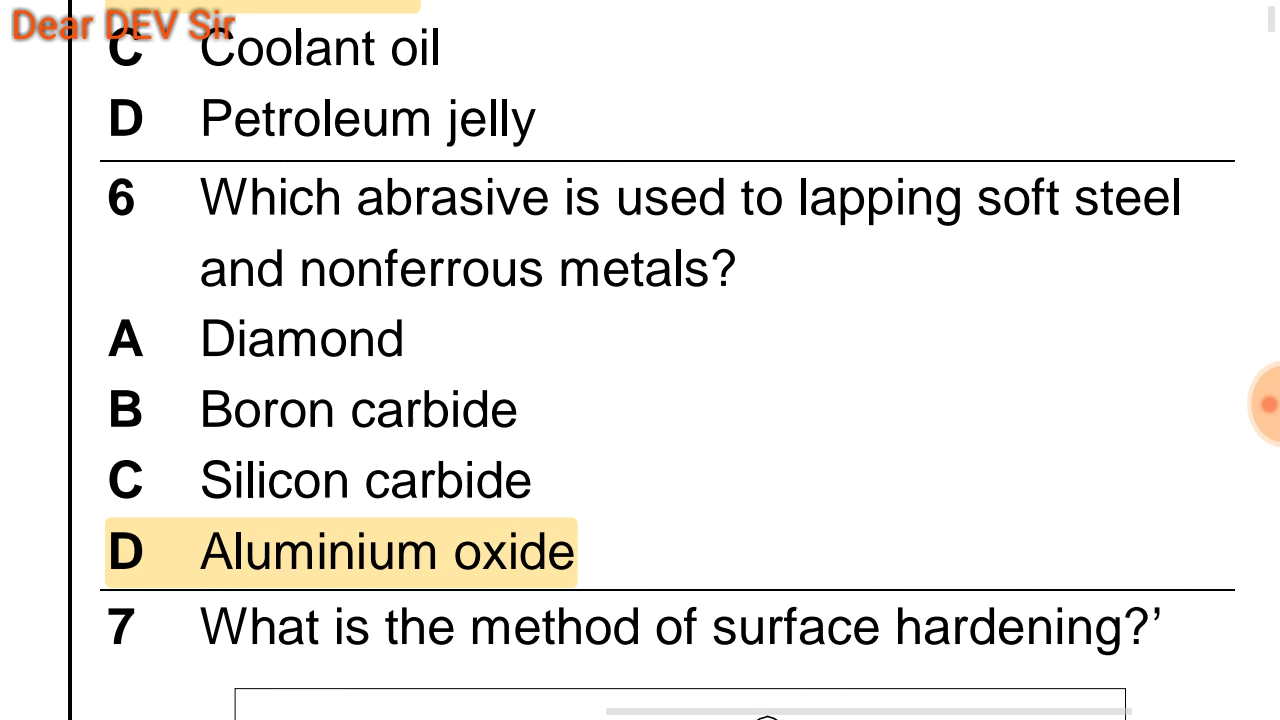 Dear DEV Sir
C Coolant oil
D Petroleum jelly
6 Which abrasive is used to lapping soft steel
and nonferrous metals?
A Diamond
B Boron carbide
C Silicon carbide
D Aluminium oxide
7 What is the method of surface hardening?’